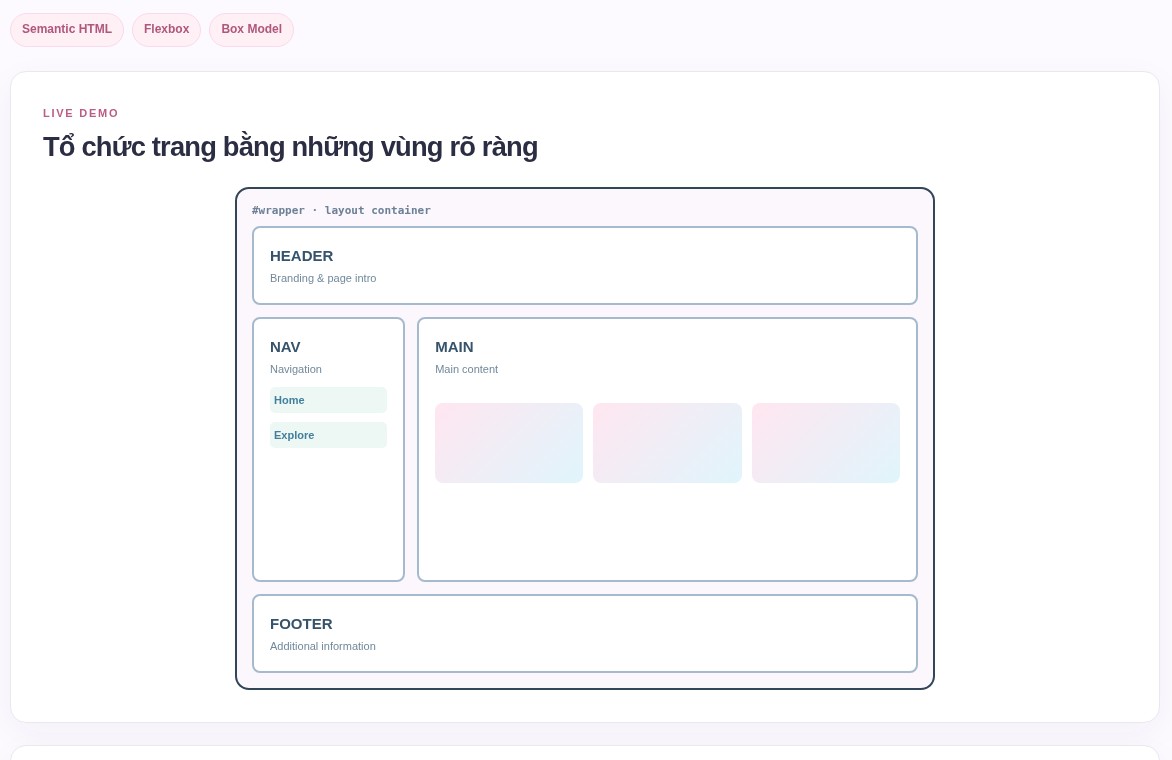 Semantic HTML
Flexbox
Box Model
LIVE DEMO
Tổ chức trang bằng những vùng rõ ràng
#wrapper · layout container
HEADER
Branding & page intro
NAV
Navigation
Home
Explore
MAIN
Main content
FOOTER
Additional information